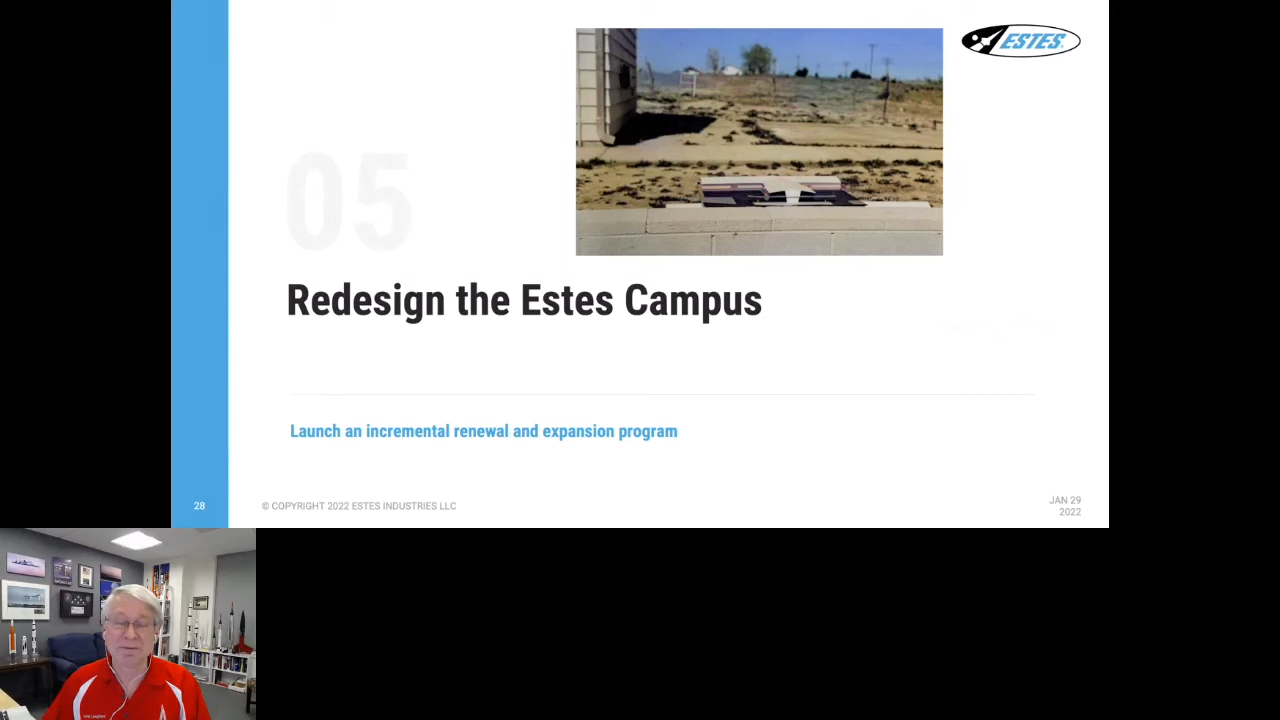 ESTES
05
Redesign the Estes Campus
Launch an incremental renewal and expansion program
28
© COPYRIGHT 2022 ESTES INDUSTRIES LLC
JAN 29
2022